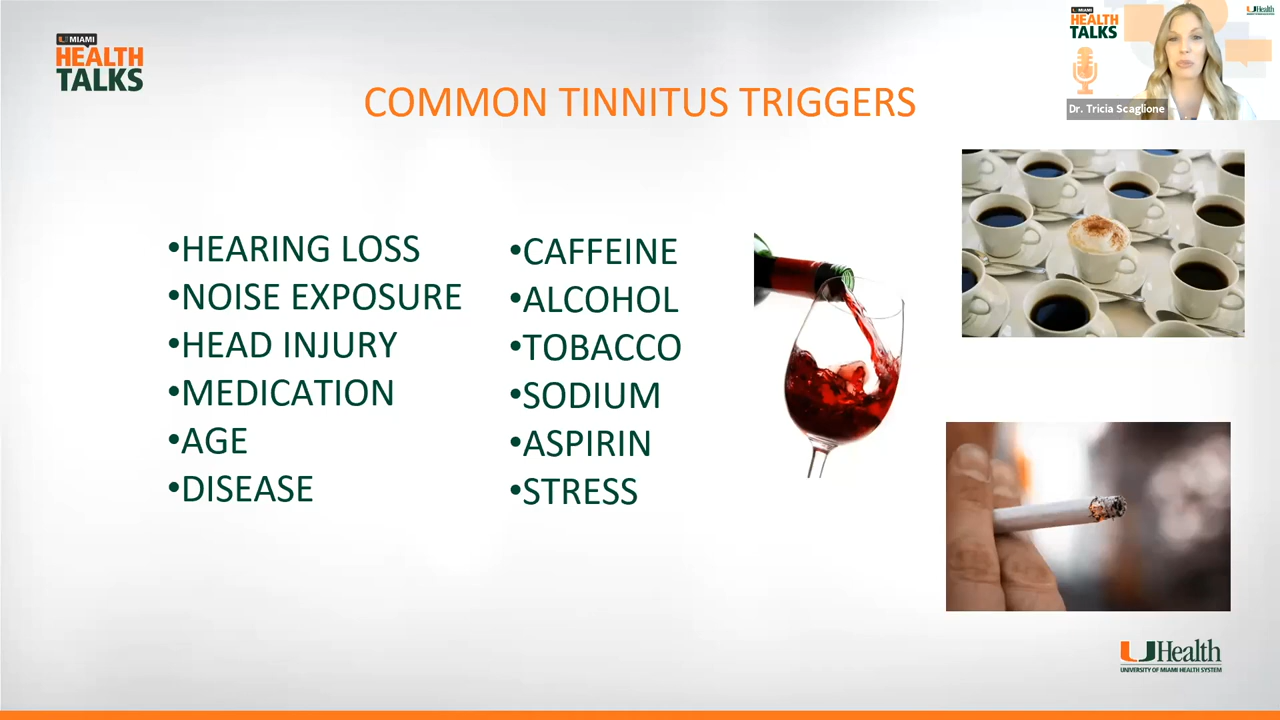 U MIAMI
HEALTH
TALKS
COMMON TINNITUS TRIGGERS
•HEARING LOSS
•NOISE EXPOSURE
•HEAD INJURY
•MEDICATION
•AGE
•DISEASE
•CAFFEINE
•ALCOHOL
•TOBACCO
•SODIUM
•ASPIRIN
•STRESS
U MIAMI
HEALTH
TALKS
UHealth
Dr. Tricia Scaglione
UHealth
UNIVERSITY OF MIAMI HEALTH SYSTEM